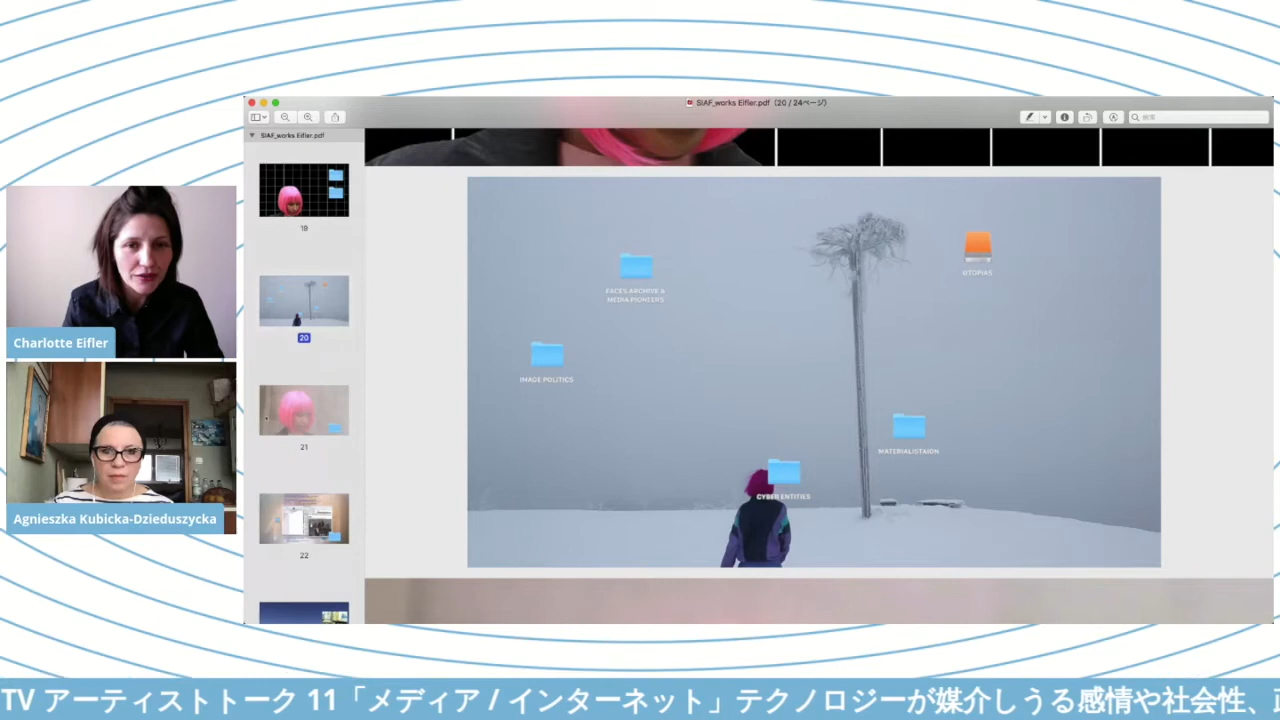 SIAF_works Eifler.pdf (20 / 24ページ)
検索
SIAF_works Eifler.pdf
19
20
21
22
FACES ARCHIVE &
MEDIA PIONEERS
UTOPIAS
IMAGE POLITICS
MATERIALISTAION
CYBER ENTITIES
Charlotte Eifler
Agnieszka Kubicka-Dzieduszycka
TV アーティストトーク 11「メディア / インターネット」テクノロジーが媒介しうる感情や社会性、